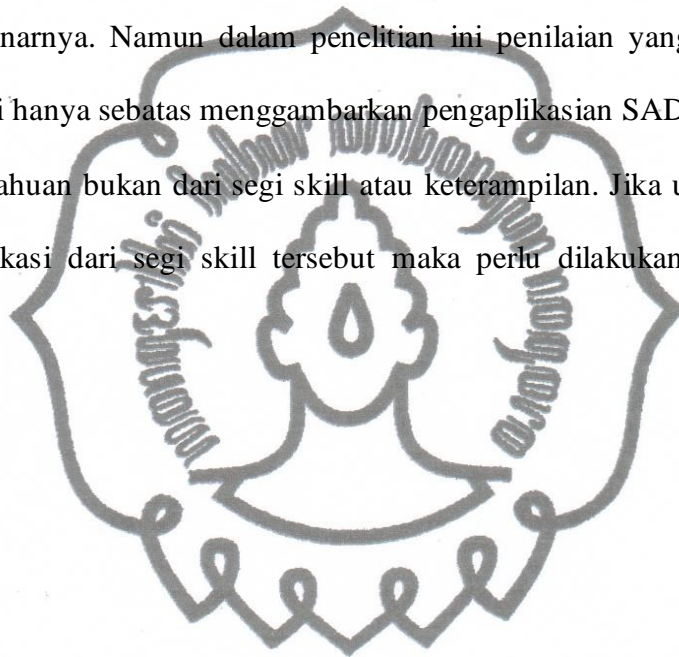 narnya. Namun dalam penelitian ini penilaian yang
i hanya sebatas menggambarkan pengaplikasian SAD
ahuan bukan dari segi skill atau keterampilan. Jika u
kasi dari segi skill tersebut maka perlu dilakukan